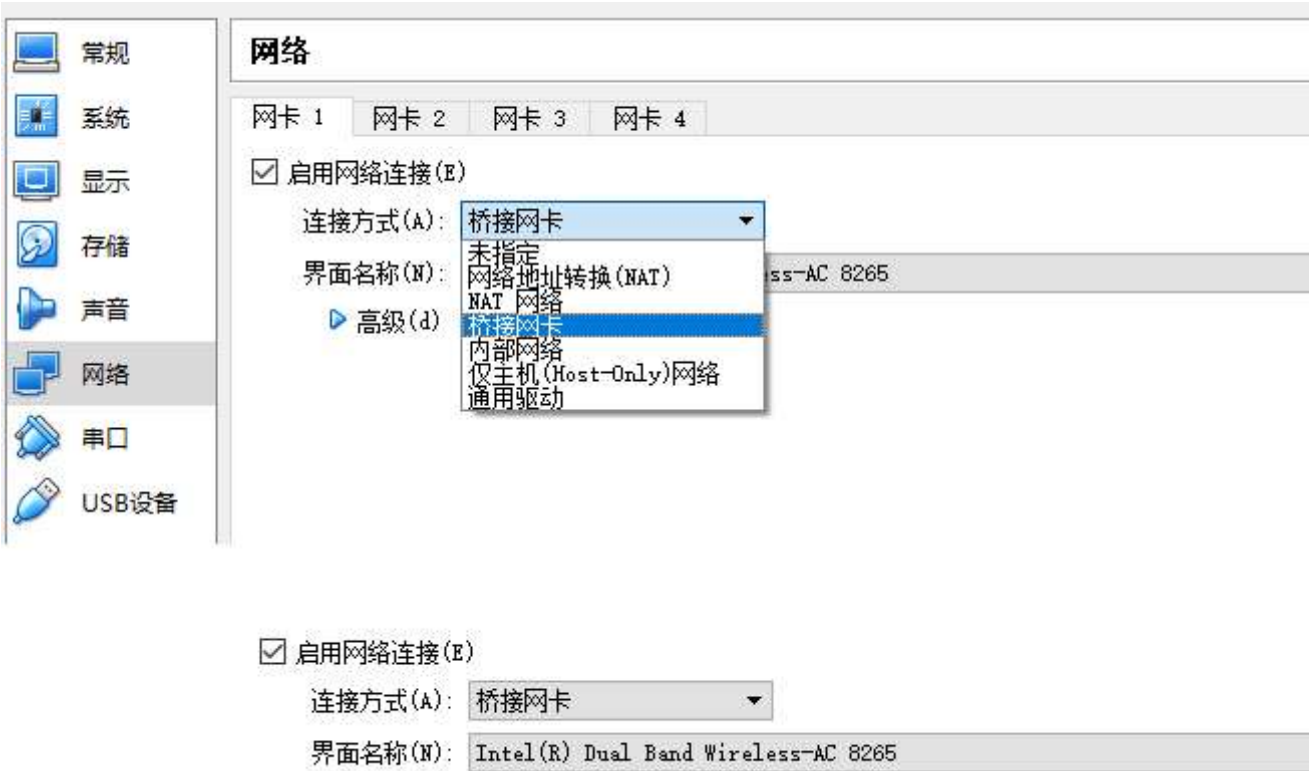 常规
系统
显示
存储
声音
网络
串口
USB设备
网络
网卡 1 网卡 2 网卡 3 网卡 4
启用网络连接(E)
连接方式(A): 桥接网卡
未指定
网络地址转换(NAT)
NAT 网络
桥接网卡
内部网络
仅主机(Host-Only)网络
通用驱动
界面名称(N): ss-AC 8265
高级(d)
启用网络连接(E)
连接方式(A): 桥接网卡
界面名称(N): Intel(R) Dual Band Wireless-AC 8265